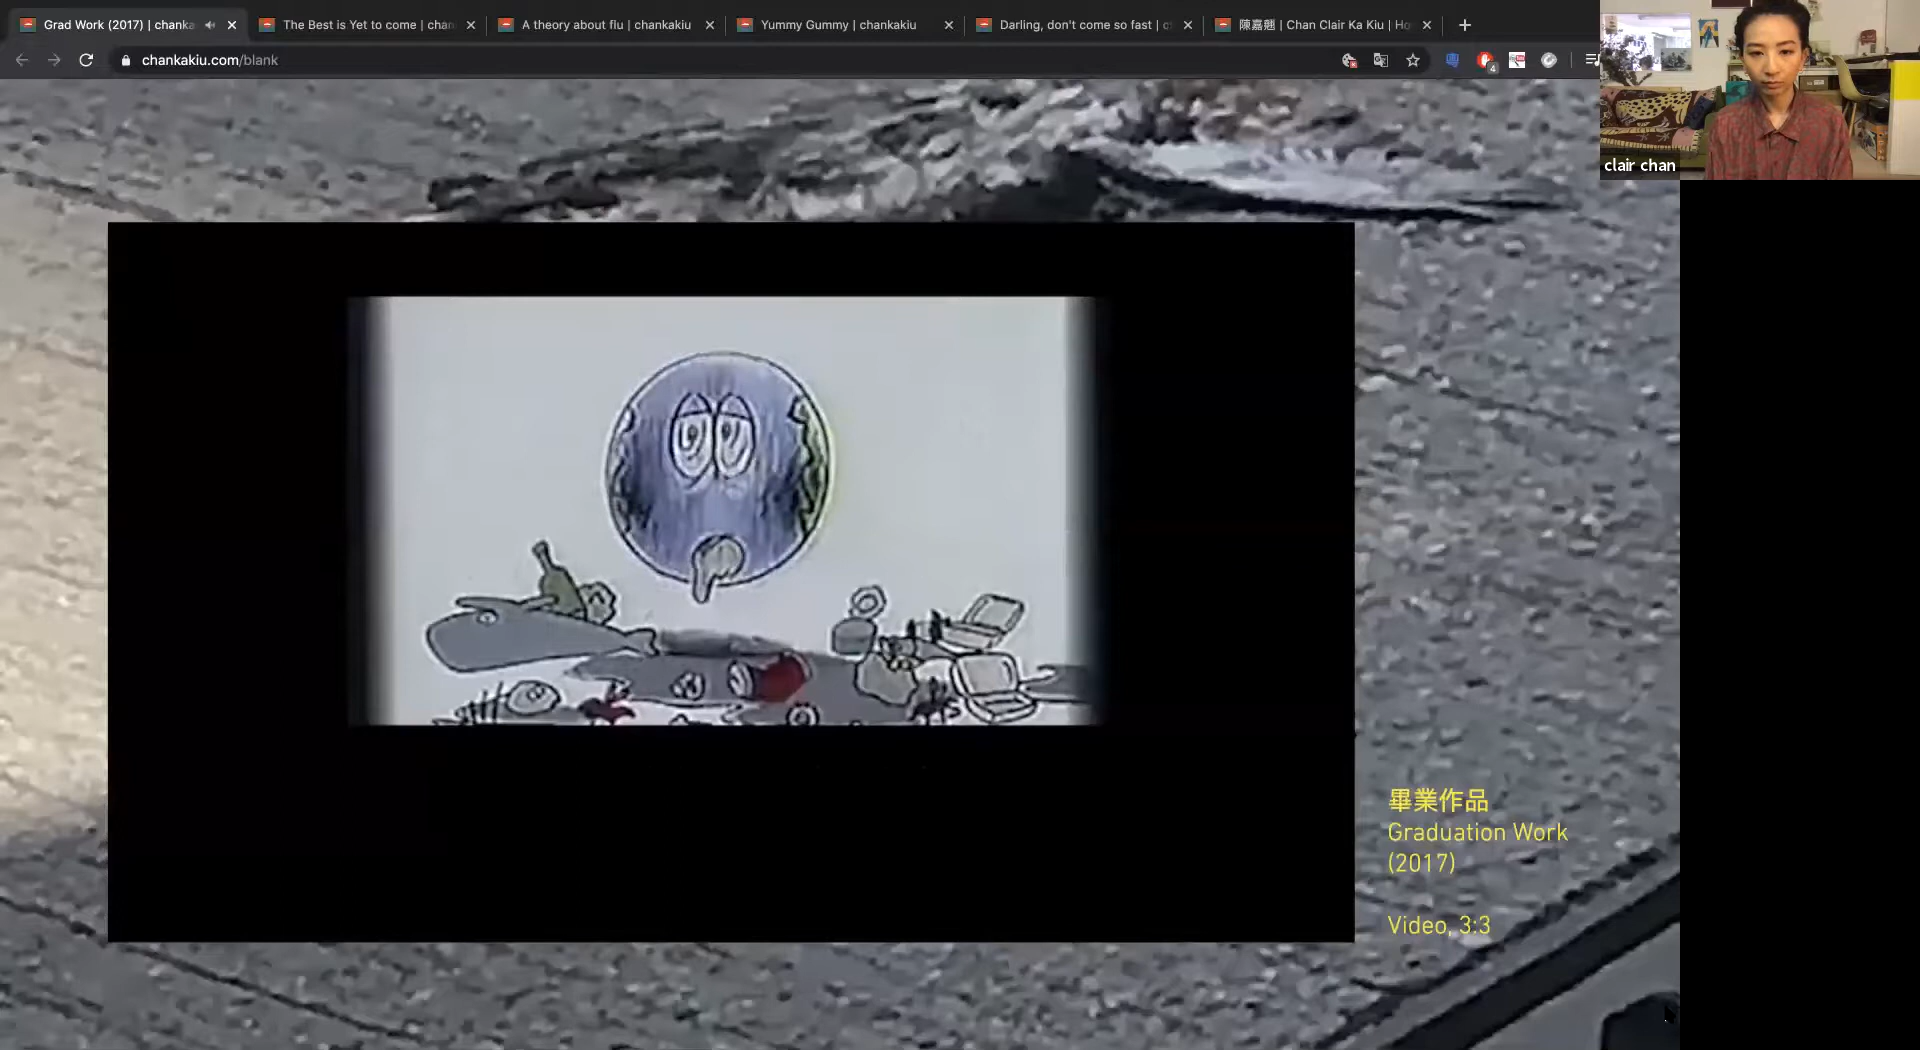 Grad Work (2017) | chanka
The Best is Yet to come | chan
A theory about flu | chankakiu
Yummy Gummy | chankakiu
Darling, don't come so fast | c
陳嘉翹 | Chan Clair Ka Kiu | Ho
chankakiu.com/blank
4
clair chan
畢業作品
Graduation Work
(2017)
Video, 3:3